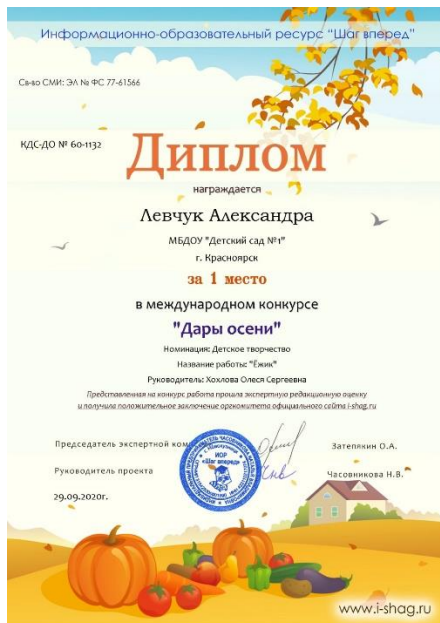 Информационно-образовательный ресурс "Шаг вперед"
Св-во СМИ: ЭЛ № ФС 77-61566
КДС-ДО № 60-1132
Диплом
награждается
Левчук Александра
МБДОУ "Детский сад №1"
г. Красноярск
за 1 место
в международном конкурсе
"Дары осени"
Номинация: Детское творчество
Название работы: "Ёжик"
Руководитель: Хохлова Олеся Сергеевна
Представленная на конкурс работа прошла экспертную редакционную оценку
и получила положительное заключение оргкомитета официального сайта i-shag.ru
Председатель экспертной Затепякин О.А.
Руководитель проекта Часовникова Н.В.
ИОР
«Шаг вперед»
29.09.2020г.
www.i-shag.ru